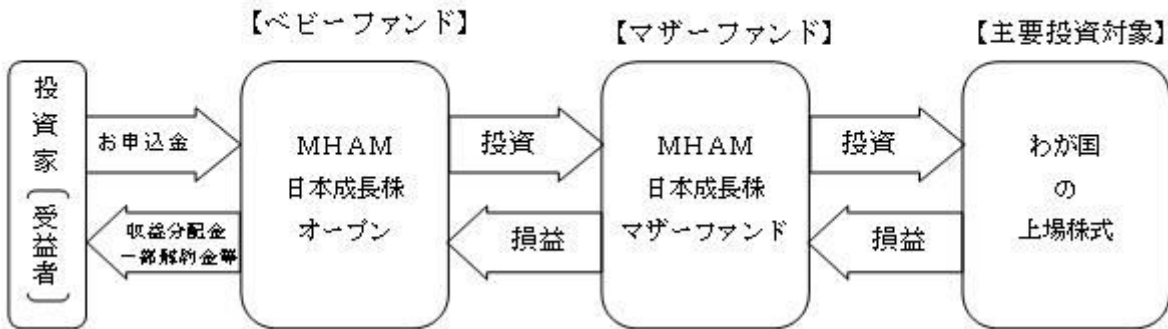 【ベビーファンド】
【マザーファンド】
【主要投資対象】
投資家（受益者）
お申込金
収益分配金
一部解約金等
MHAM
日本成長株
オープン
投資
損益
MHAM
日本成長株
マザーファンド
投資
損益
わが国
の
上場株式